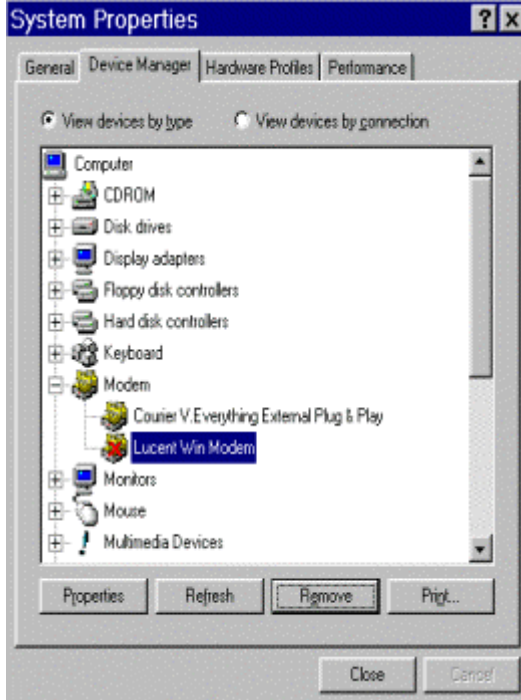 System Properties
General Device Manager Hardware Profiles Performance
View devices by type View devices by connection
Computer
CDROM
Disk drives
Display adapters
Floppy disk controllers
Hard disk controllers
Keyboard
Modem
Courier V.Everything External Plug & Play
Lucent Win Modem
Monitors
Mouse
Multimedia Devices
Properties Refresh Remove Print...
Close Cancel